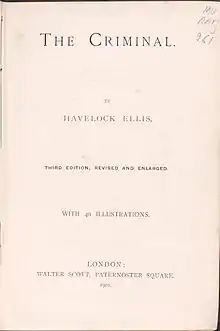 THE CRIMINAL.
BY
HAVELOCK ELLIS.
THIRD EDITION, REVISED AND ENLARGED.
WITH 40 ILLUSTRATIONS.
LONDON:
WALTER SCOTT, PATERNOSTER SQUARE.
1901.